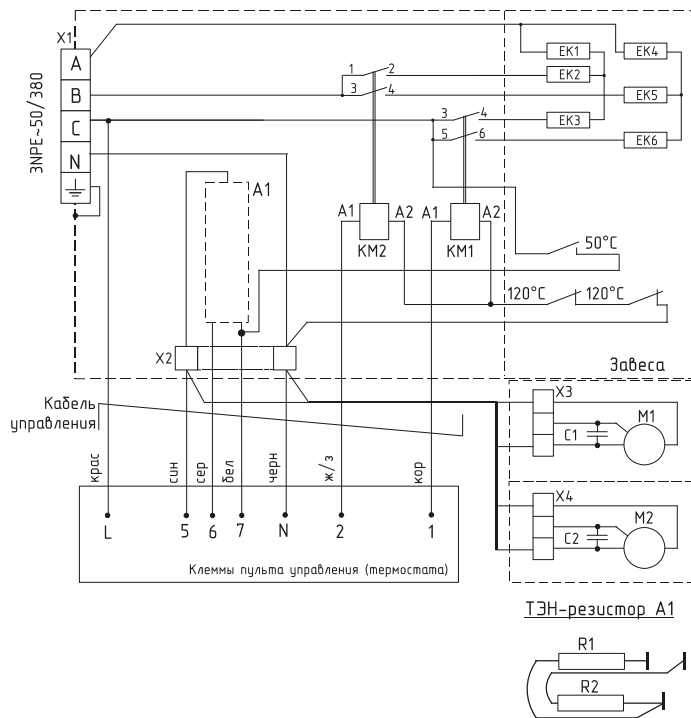 X1
A
B
C
N
3NPE~50/380
EK1
EK4
1 2
EK2
3 4
EK5
3 4
EK3
5 6
EK6
A1
A1 A2
KM2
A1 A2
KM1
50°C
120°C
120°C
X2
Завеса
Кабель
управления
X3
M1
C1
X4
M2
C2
крас
син
сер
бел
черн
ж/з
кор
L 5 6 7 N 2 1
Клеммы пульта управления (термостата)
ТЭН-резистор А1
R1
R2